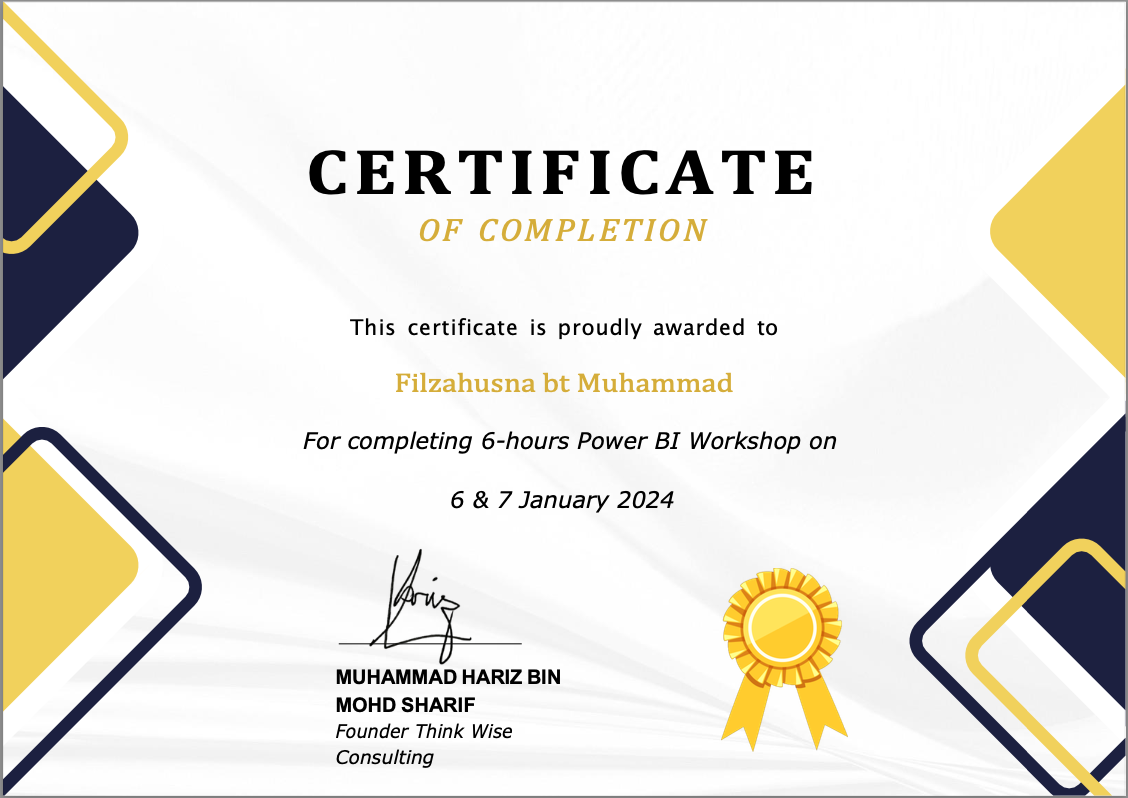 CERTIFICATE
OF COMPLETION
This certificate is proudly awarded to
Filzahusna bt Muhammad
For completing 6-hours Power BI Workshop on
6 & 7 January 2024
Hariz
MUHAMMAD HARIZ BIN
MOHD SHARIF
Founder Think Wise
Consulting